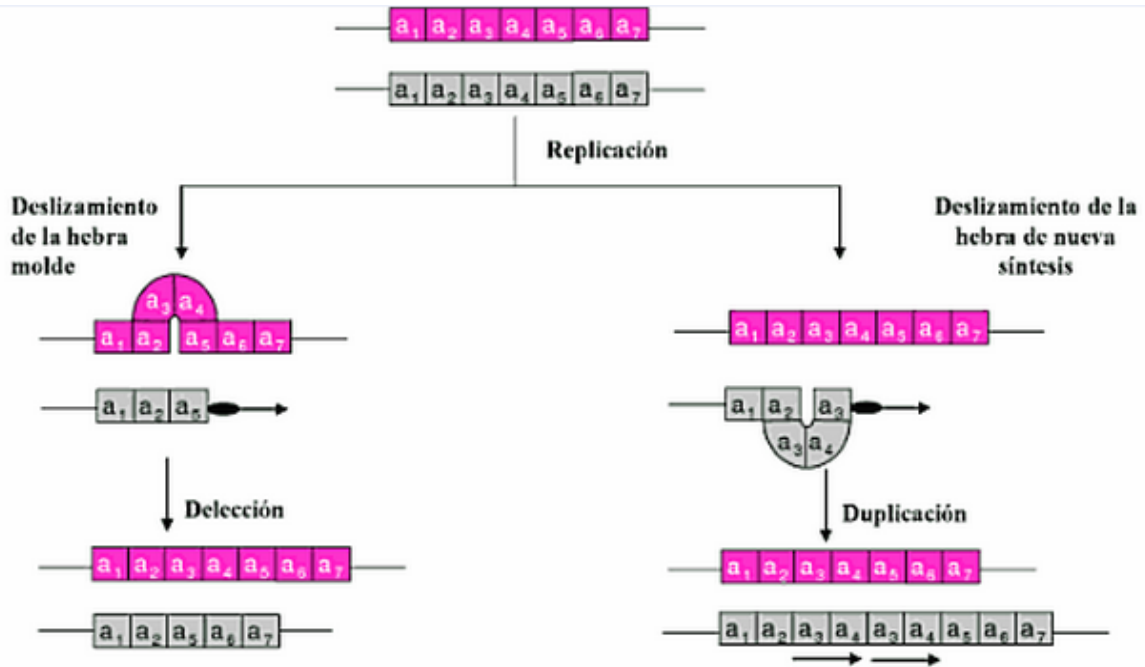 a₁ a₂ a₃ a₄ a₅ a₆ a₇
a₁ a₂ a₃ a₄ a₅ a₆ a₇
Replicación
Deslizamiento
de la hebra
molde
Deslizamiento de la
hebra de nueva
síntesis
a₃ a₄
a₁ a₂ a₅ a₆ a₇
a₁ a₂ a₅
a₁ a₂ a₃ a₄ a₅ a₆ a₇
a₁ a₂ a₃
a₃ a₄
Delección
Duplicación
a₁ a₂ a₃ a₄ a₅ a₆ a₇
a₁ a₂ a₅ a₆ a₇
a₁ a₂ a₃ a₄ a₅ a₆ a₇
a₁ a₂ a₃ a₄ a₃ a₄ a₅ a₆ a₇